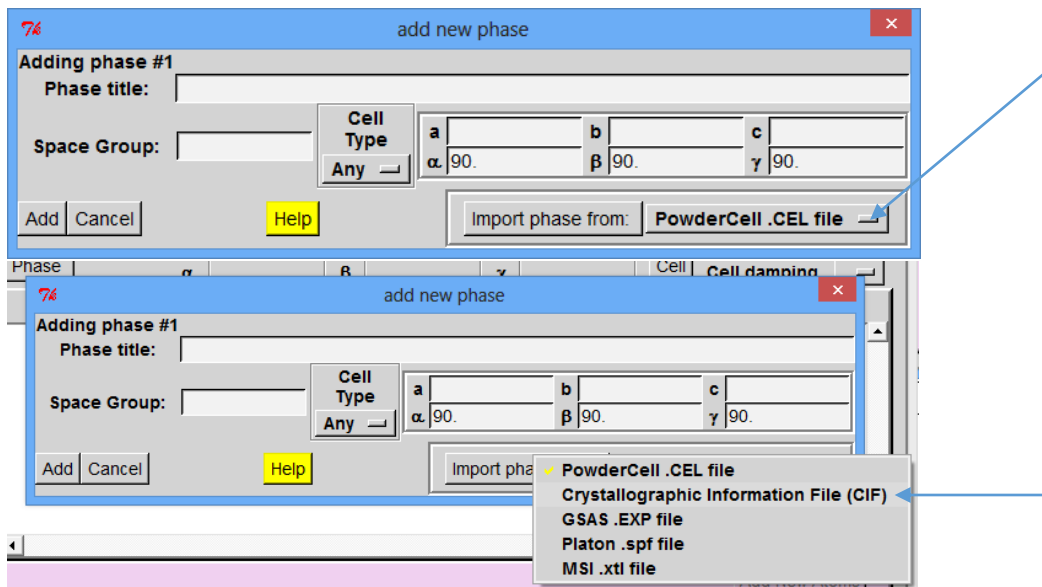 add new phase
Adding phase #1
Phase title:
Cell
Type
Space Group:
a b c
Any
α 90. β 90. γ 90.
Add Cancel Help Import phase from: PowderCell .CEL file
Phase α β γ Cell Cell damping
add new phase
Adding phase #1
Phase title:
Cell
Type
Space Group:
a b c
Any
α 90. β 90. γ 90.
Add Cancel Help Import pha
PowderCell .CEL file
Crystallographic Information File (CIF)
GSAS .EXP file
Platon .spf file
MSI .xtl file